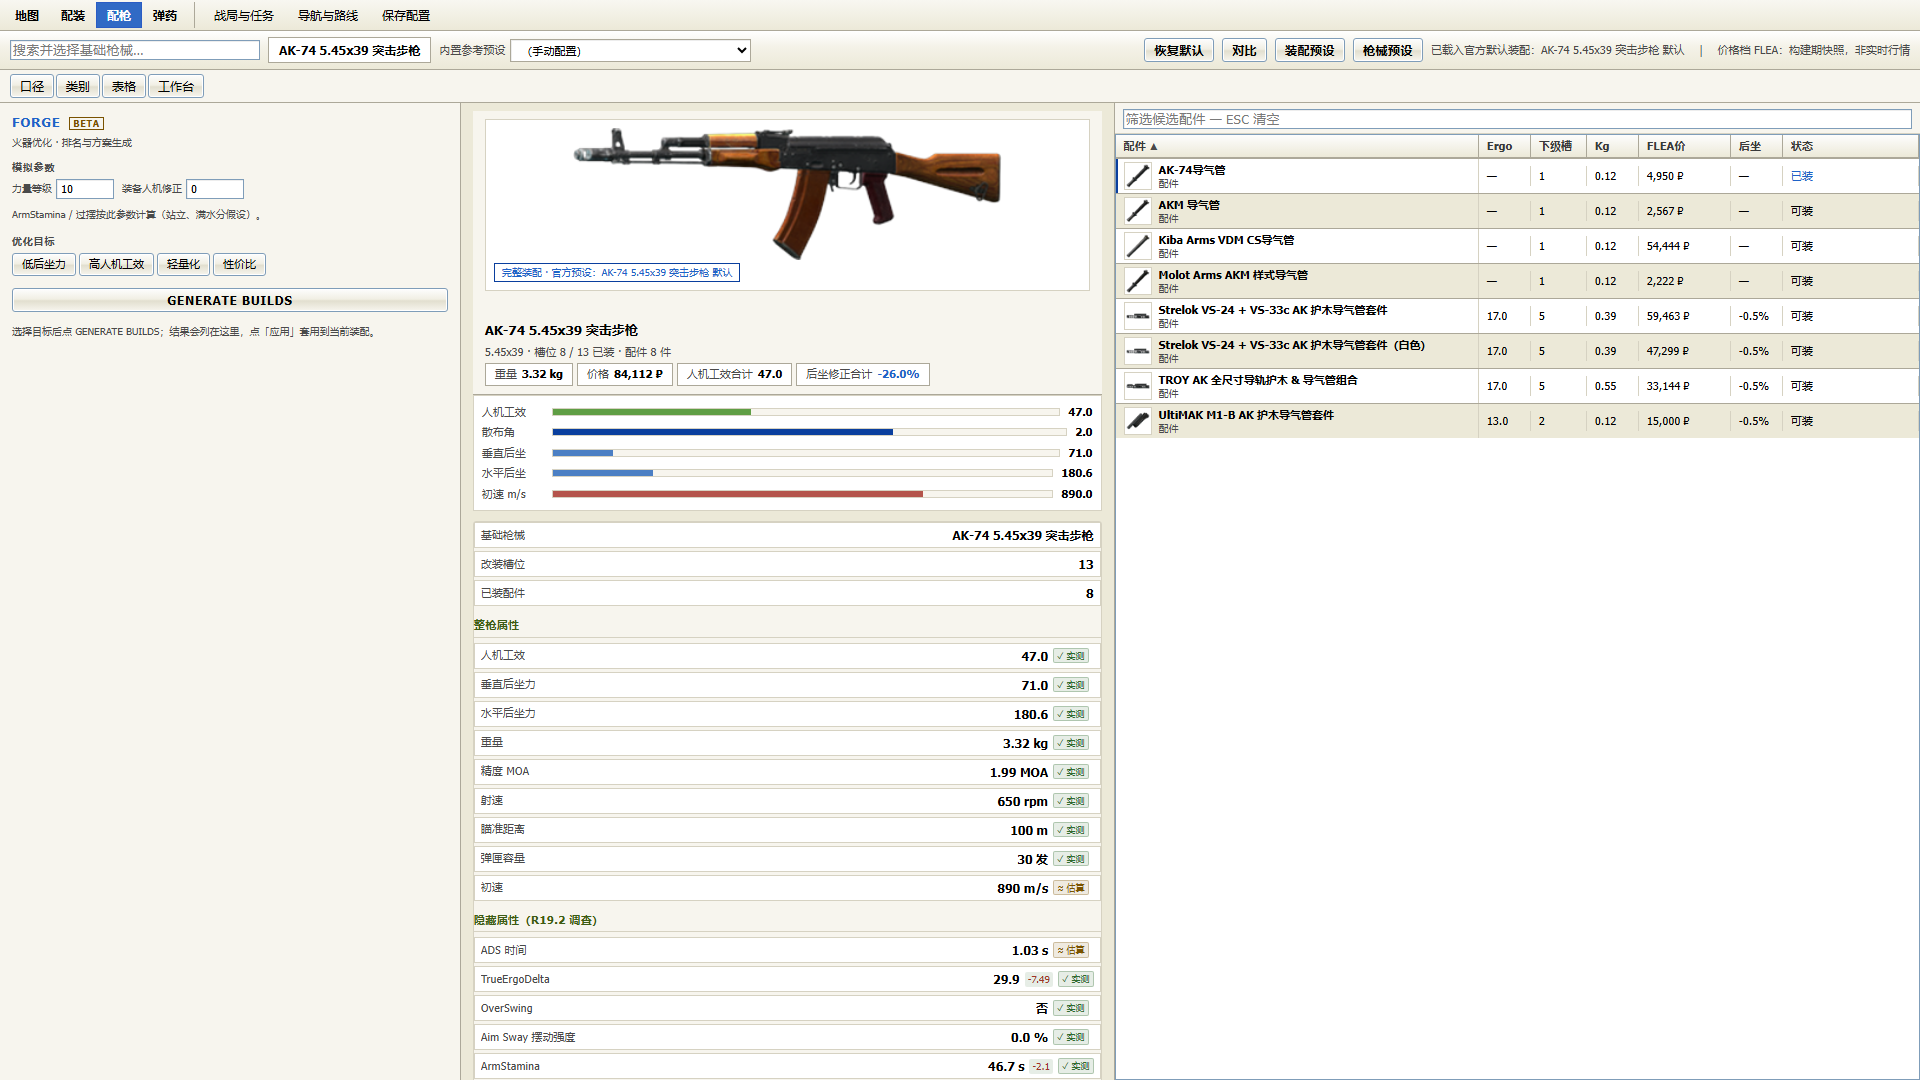 地图 配装 配枪 弹药 战局与任务 导航与路线 保存配置
搜索并选择基础枪械... AK-74 5.45x39 突击步枪 内置参考预设 （手动配置） 恢复默认 对比 装配预设 枪械预设 已载入官方默认装配：AK-74 5.45x39 突击步枪 默认 | 价格档 FLEA：构建期快照，非实时行情
口径 类别 表格 工作台
FORGE BETA
火器优化 · 排名与方案生成
模拟参数
力量等级 10 装备人机修正 0
ArmStamina / 过摆按此参数计算（站立、满水分假设）。
优化目标
低后坐力 高人机工效 轻量化 性价比
GENERATE BUILDS
选择目标后点 GENERATE BUILDS；结果会列在这里，点「应用」套用到当前装配。
完整装配 · 官方预设：AK-74 5.45x39 突击步枪 默认
AK-74 5.45x39 突击步枪
5.45x39 · 槽位 8 / 13 已装 · 配件 8 件
重量 3.32 kg 价格 84,112 ₽ 人机工效合计 47.0 后坐修正合计 -26.0%
人机工效 47.0
散布角 2.0
垂直后坐 71.0
水平后坐 180.6
初速 m/s 890.0
基础枪械 AK-74 5.45x39 突击步枪
改装槽位 13
已装配件 8
整枪属性
人机工效 47.0 ✓ 实测
垂直后坐力 71.0 ✓ 实测
水平后坐力 180.6 ✓ 实测
重量 3.32 kg ✓ 实测
精度 MOA 1.99 MOA ✓ 实测
射速 650 rpm ✓ 实测
瞄准距离 100 m ✓ 实测
弹匣容量 30 发 ✓ 实测
初速 890 m/s ≈ 估算
隐藏属性（R19.2 调查）
ADS 时间 1.03 s ≈ 估算
TrueErgoDelta 29.9 -7.49 ✓ 实测
OverSwing 否 ✓ 实测
Aim Sway 摆动强度 0.0 % ✓ 实测
ArmStamina 46.7 s -2.1 ✓ 实测
筛选候选配件 — ESC 清空
配件 ▲ Ergo 下级槽 Kg FLEA价 后坐 状态
AK-74导气管 — 1 0.12 4,950 ₽ — 已装
配件
AKM 导气管 — 1 0.12 2,567 ₽ — 可装
配件
Kiba Arms VDM CS导气管 — 1 0.12 54,444 ₽ — 可装
配件
Molot Arms AKM 样式导气管 — 1 0.12 2,222 ₽ — 可装
配件
Strelok VS-24 + VS-33c AK 护木导气管套件 17.0 5 0.39 59,463 ₽ -0.5% 可装
配件
Strelok VS-24 + VS-33c AK 护木导气管套件（白色） 17.0 5 0.39 47,299 ₽ -0.5% 可装
配件
TROY AK 全尺寸导轨护木 & 导气管组合 17.0 5 0.55 33,144 ₽ -0.5% 可装
配件
UltiMAK M1-B AK 护木导气管套件 13.0 2 0.12 15,000 ₽ -0.5% 可装
配件